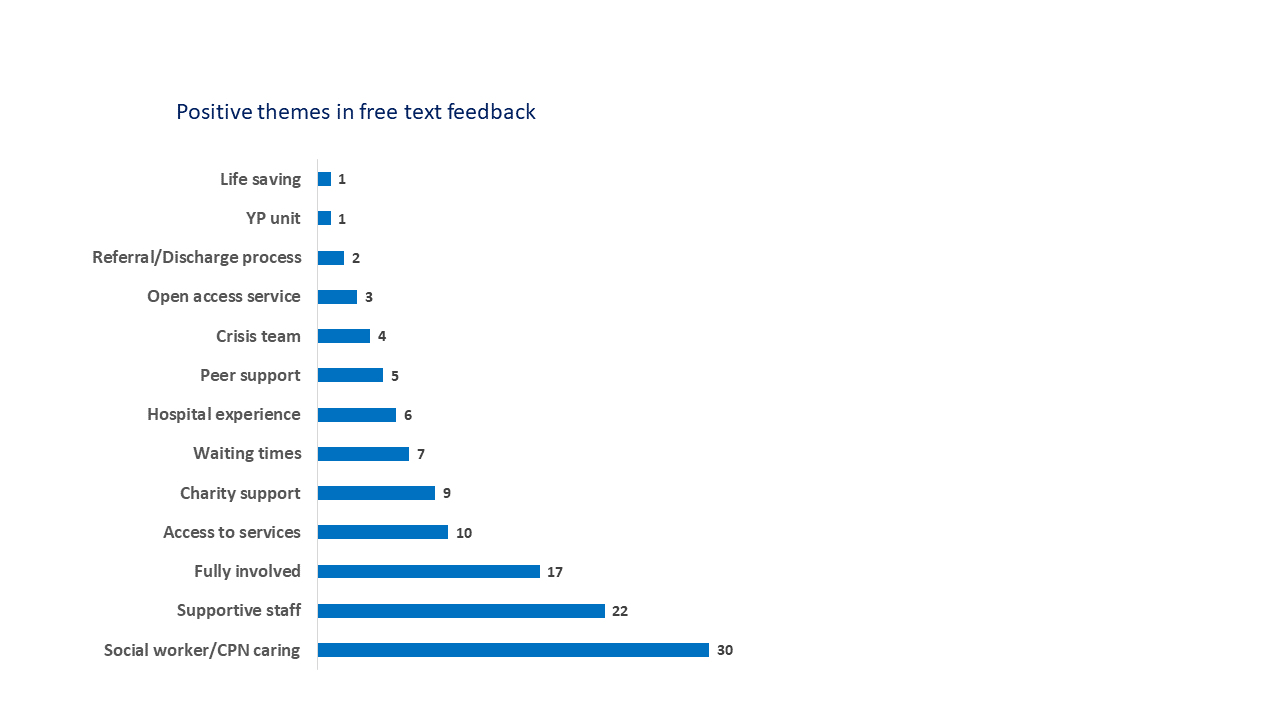 Positive themes in free text feedback
Life saving 1
YP unit 1
Referral/Discharge process 2
Open access service 3
Crisis team 4
Peer support 5
Hospital experience 6
Waiting times 7
Charity support 9
Access to services 10
Fully involved 17
Supportive staff 22
Social worker/CPN caring 30